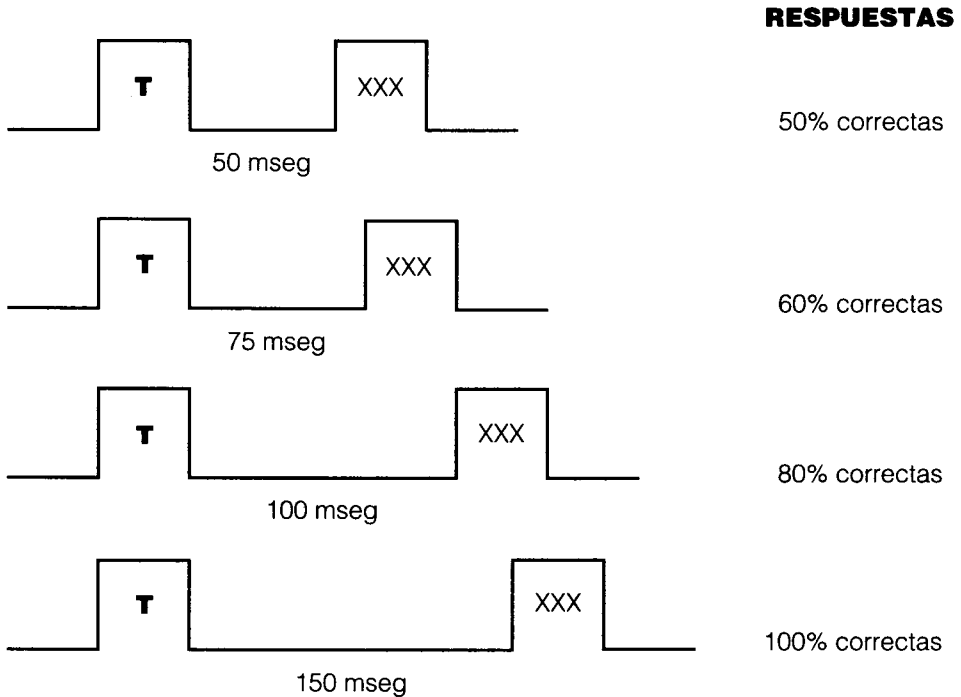 RESPUESTAS
T XXX
50% correctas
50 mseg
T XXX
60% correctas
75 mseg
T XXX
80% correctas
100 mseg
T XXX
100% correctas
150 mseg